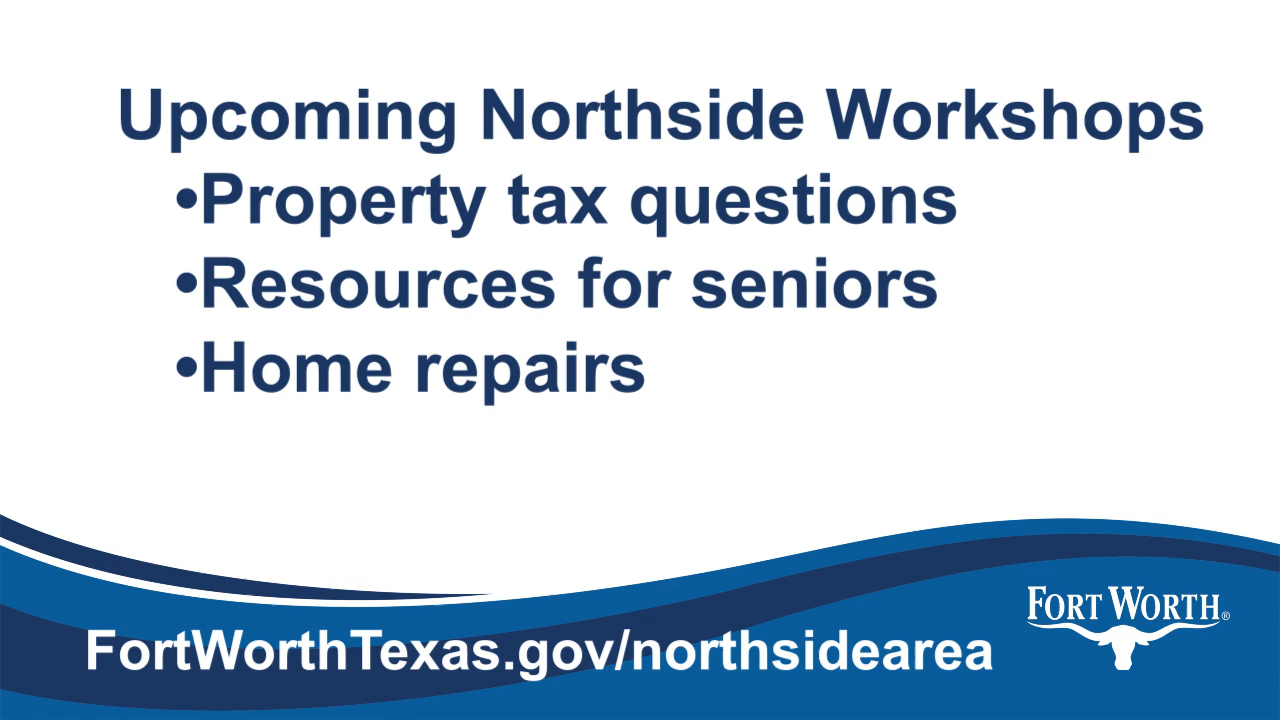 Upcoming Northside Workshops
•Property tax questions
•Resources for seniors
•Home repairs
FORT WORTH®
FortWorthTexas.gov/northsidearea